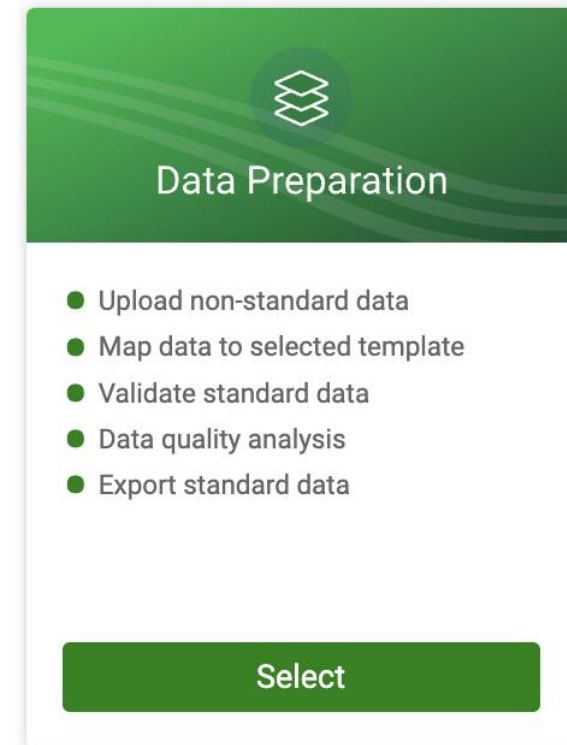 Data Preparation
Upload non-standard data
Map data to selected template
Validate standard data
Data quality analysis
Export standard data
Select